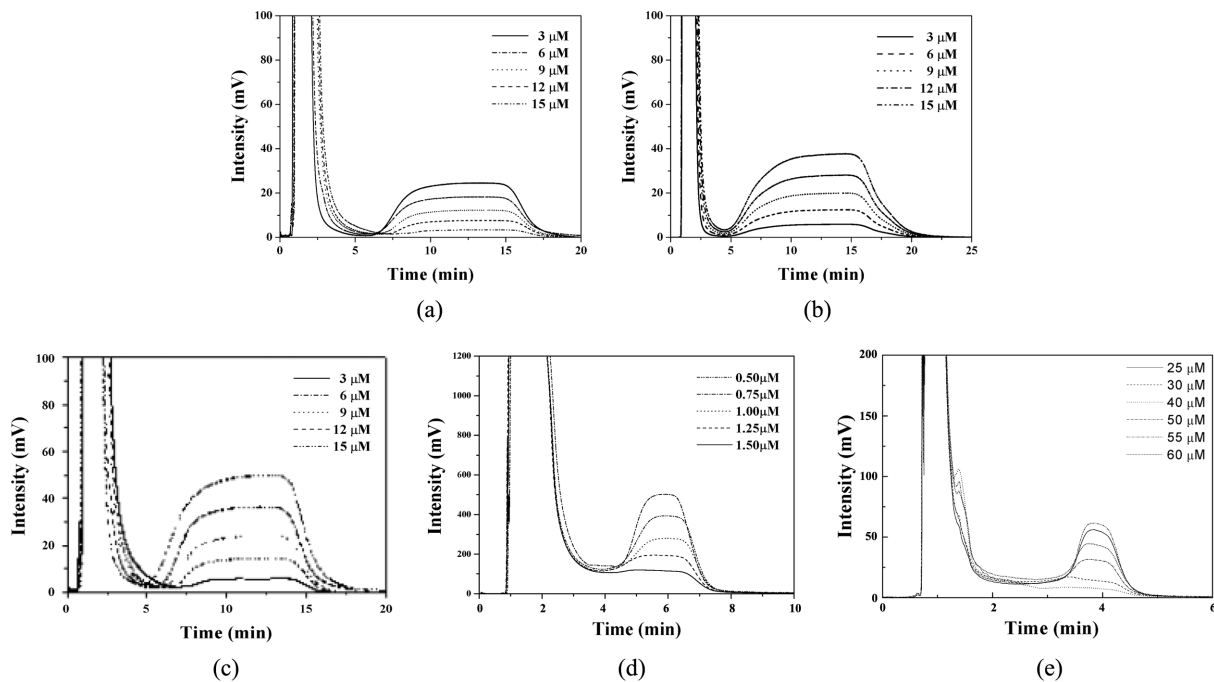 100
80
60
40
20
0
Intensity (mV)
3 μM
6 μM
9 μM
12 μM
15 μM
0 5 10 15 20
Time (min)
(a)
100
80
60
40
20
0
Intensity (mV)
3 μM
6 μM
9 μM
12 μM
15 μM
0 5 10 15 20 25
Time (min)
(b)
100
80
60
40
20
0
Intensity (mV)
3 μM
6 μM
9 μM
12 μM
15 μM
0 5 10 15 20
Time (min)
(c)
1200
1000
800
600
400
200
0
Intensity (mV)
0.50μM
0.75μM
1.00μM
1.25μM
1.50μM
0 2 4 6 8 10
Time (min)
(d)
200
150
100
50
0
Intensity (mV)
25 μM
30 μM
40 μM
50 μM
55 μM
60 μM
0 2 4 6
Time (min)
(e)